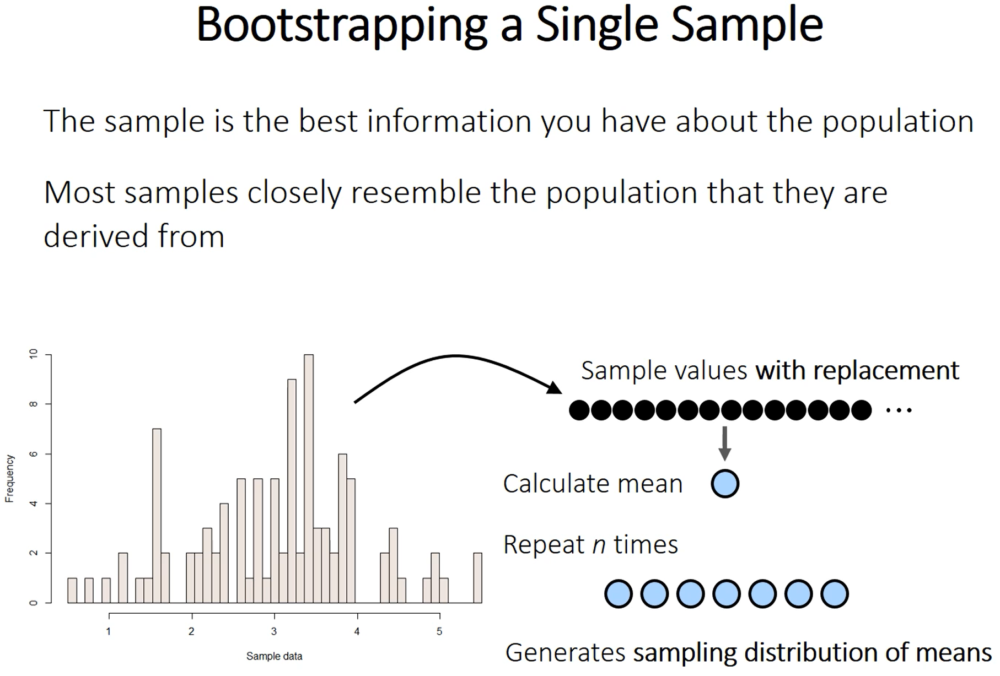 Bootstrapping a Single Sample
The sample is the best information you have about the population
Most samples closely resemble the population that they are
derived from
10
8
6
4
2
0
Frequency
1 2 3 4 5
Sample data
Sample values with replacement
...
Calculate mean
Repeat n times
Generates sampling distribution of means